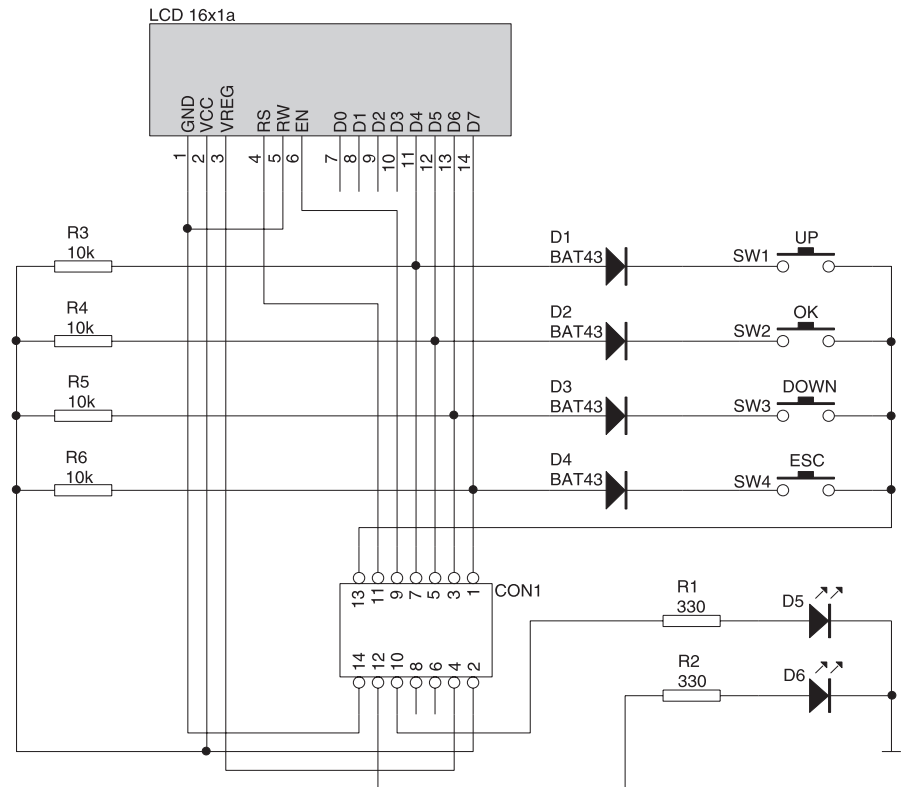 LCD 16x1a
GND VCC VREG RS RW EN D0 D1 D2 D3 D4 D5 D6 D7
1 2 3 4 5 6 7 8 9 10 11 12 13 14
R3
10k
D1
BAT43
SW1
UP
R4
10k
D2
BAT43
SW2
OK
R5
10k
D3
BAT43
SW3
DOWN
R6
10k
D4
BAT43
SW4
ESC
13 11 9 7 5 3 1
CON1
14 12 10 8 6 4 2
R1
330
D5
R2
330
D6